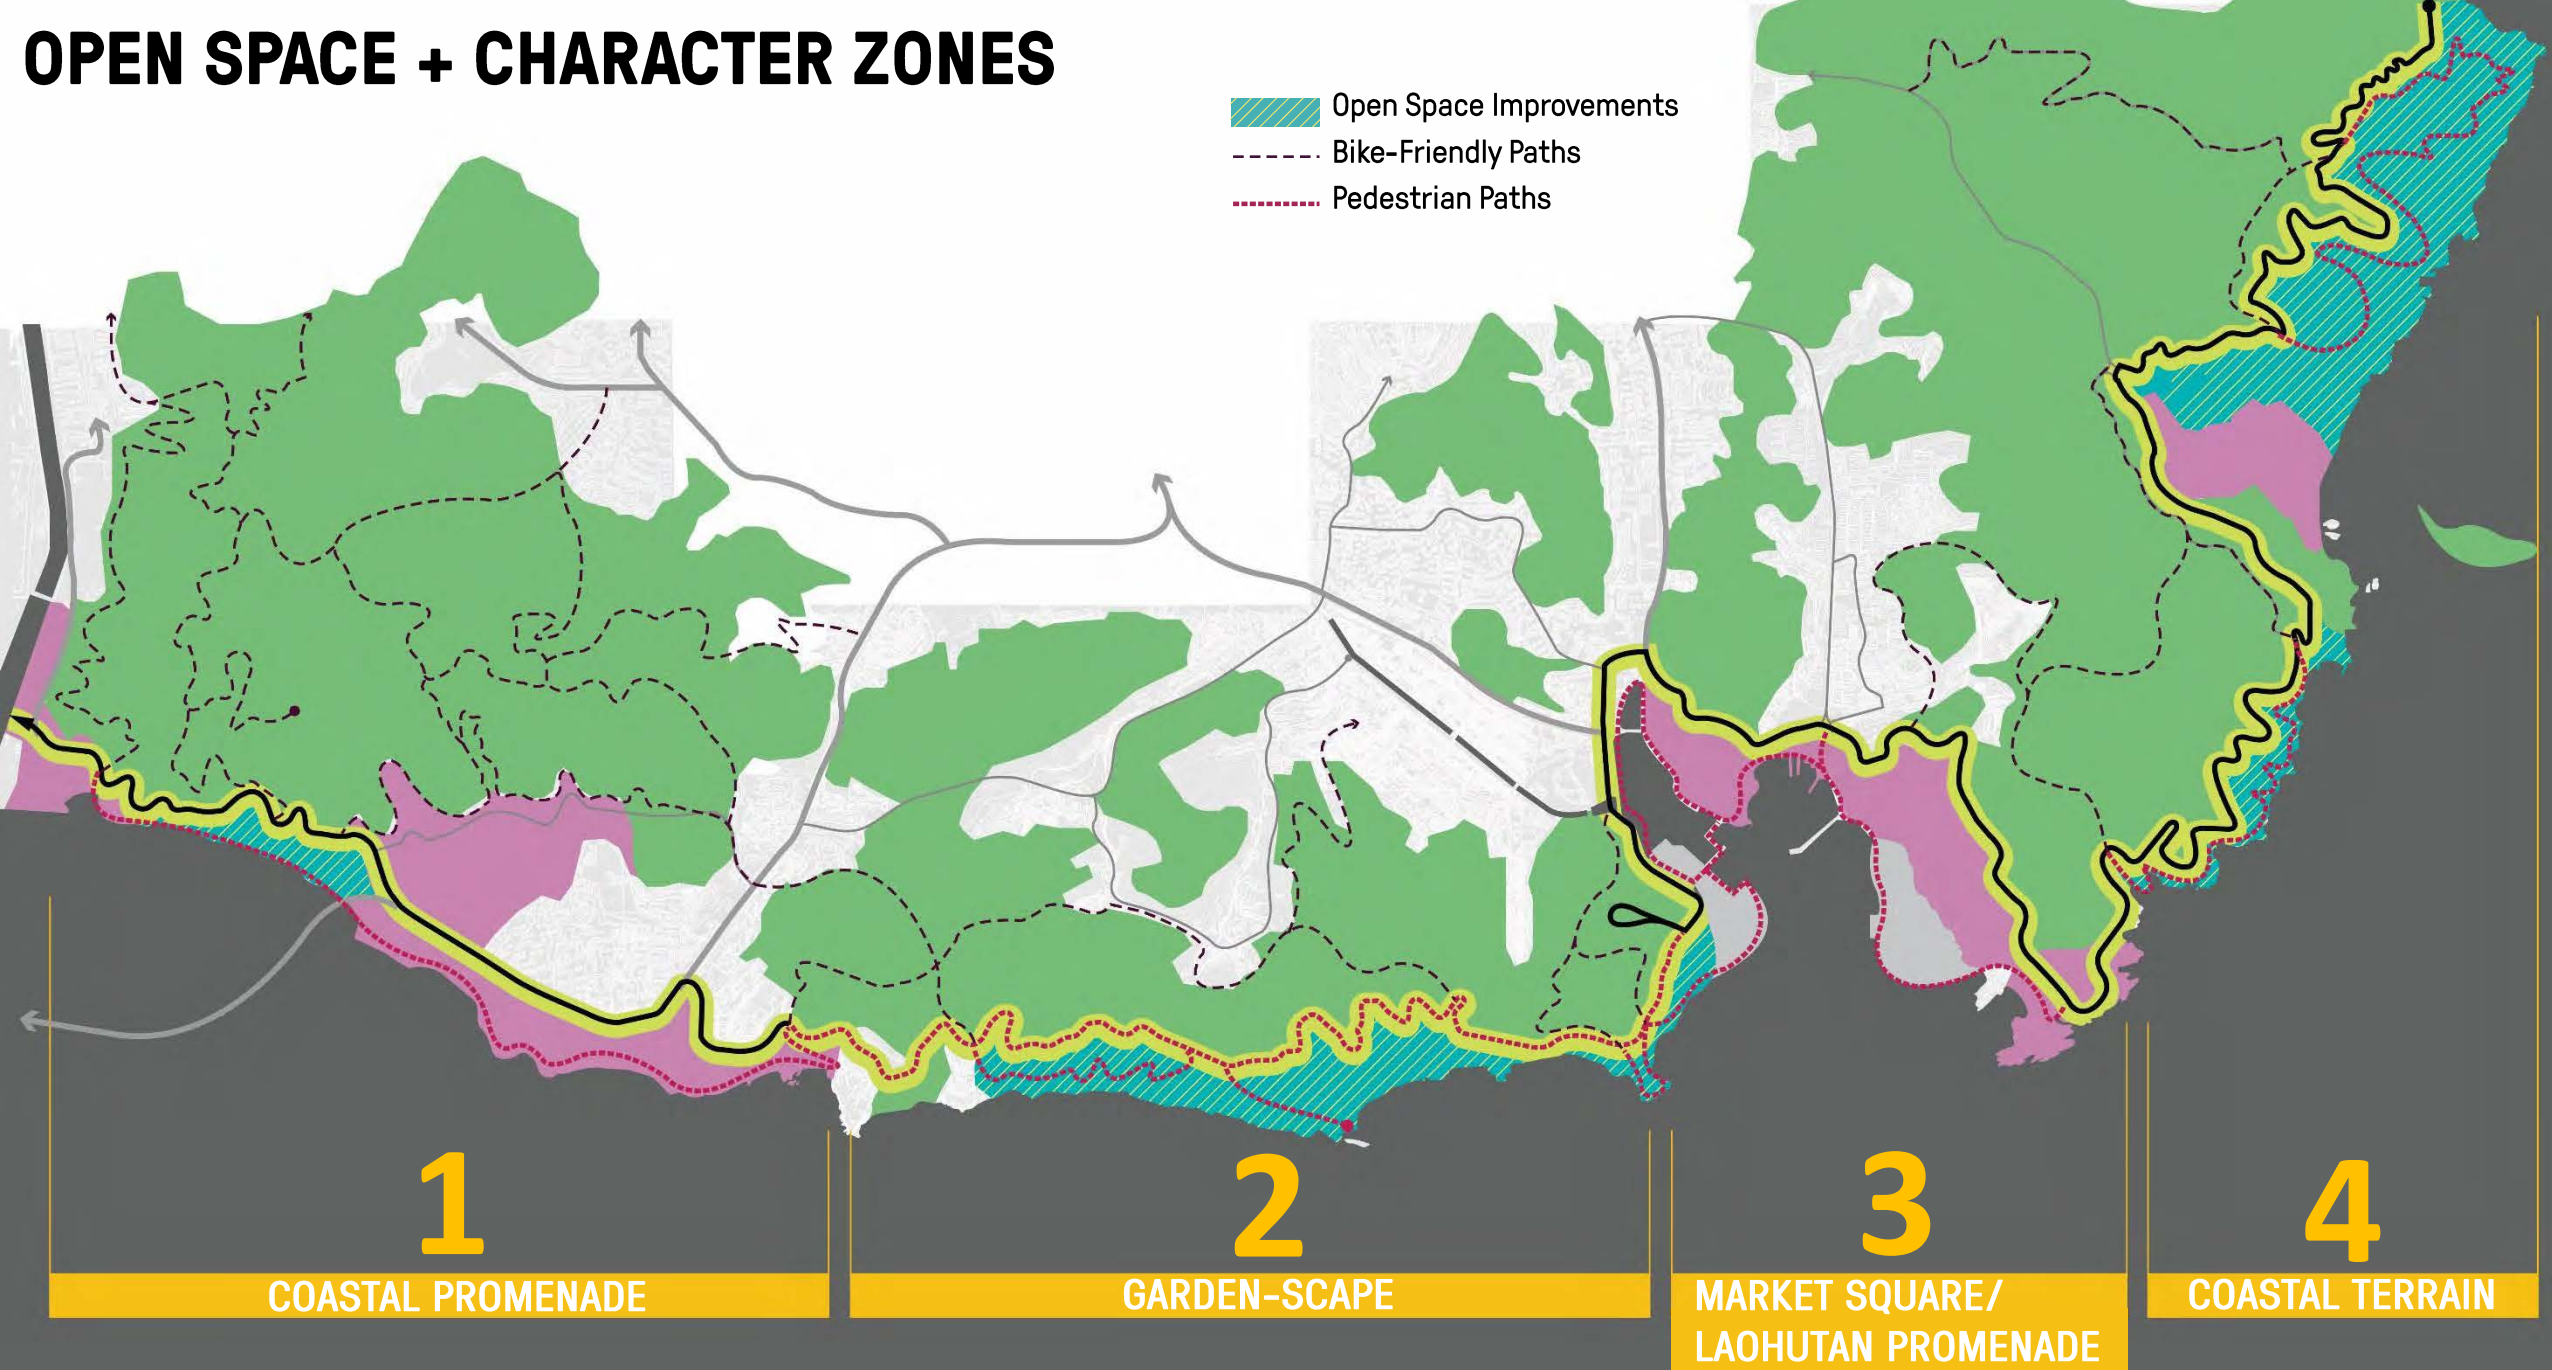 OPEN SPACE + CHARACTER ZONES
Open Space Improvements
Bike-Friendly Paths
Pedestrian Paths
1
COASTAL PROMENADE
2
GARDEN-SCAPE
3
MARKET SQUARE/
LAOHUTAN PROMENADE
4
COASTAL TERRAIN